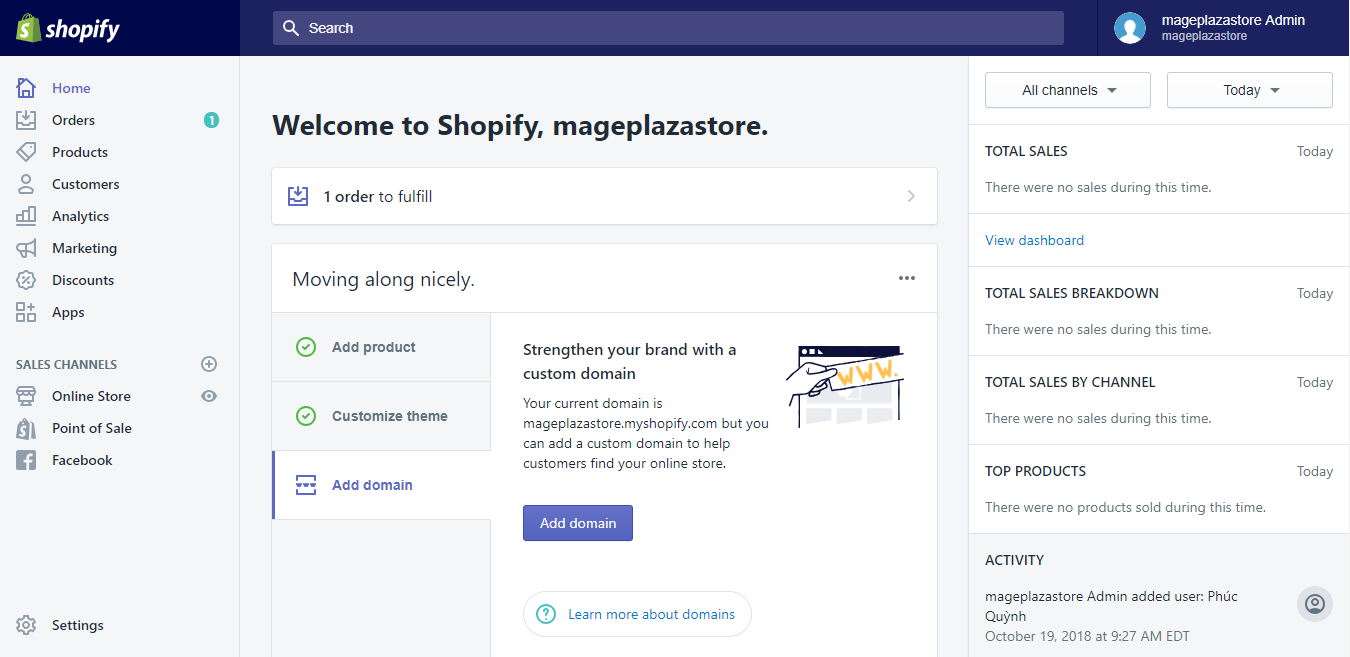 shopify
Search
mageplazastore Admin
mageplazastore
Home
Orders
1
Products
Customers
Analytics
Marketing
Discounts
Apps
SALES CHANNELS
Online Store
Point of Sale
Facebook
Settings
Welcome to Shopify, mageplazastore.
1 order to fulfill
Moving along nicely.
Add product
Customize theme
Add domain
Strengthen your brand with a
custom domain
Your current domain is
mageplazastore.myshopify.com but you
can add a custom domain to help
customers find your online store.
WWW.
Add domain
Learn more about domains
All channels
Today
TOTAL SALES
Today
There were no sales during this time.
View dashboard
TOTAL SALES BREAKDOWN
Today
There were no sales during this time.
TOTAL SALES BY CHANNEL
Today
There were no sales during this time.
TOP PRODUCTS
Today
There were no products sold during this time.
ACTIVITY
mageplazastore Admin added user: Phúc
Quỳnh
October 19, 2018 at 9:27 AM EDT